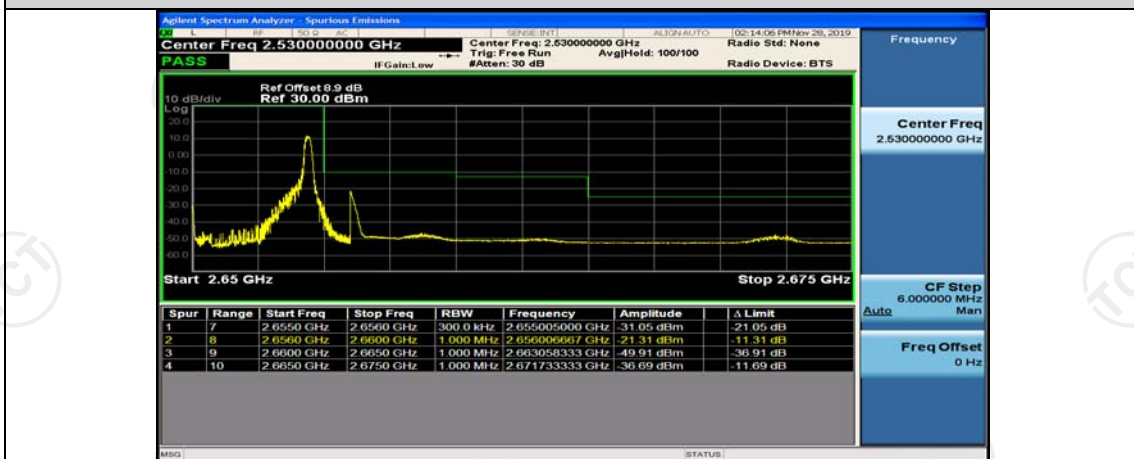 Agilent Spectrum Analyzer - Spurious Emissions
L RF 50 Ω AC SENSE:INT ALIGN AUTO 02:14:06 PM Nov 28, 2019
Center Freq 2.530000000 GHz Center Freq: 2.530000000 GHz Radio Std: None
Trig: Free Run Avg|Hold: 100/100
PASS IFGain:Low #Atten: 30 dB Radio Device: BTS
Ref Offset 8.9 dB
10 dB/div Ref 30.00 dBm
Log
20.0
10.0
0.00
-10.0
-20.0
-30.0
-40.0
-50.0
-60.0
Start 2.65 GHz Stop 2.675 GHz
Spur Range Start Freq Stop Freq RBW Frequency Amplitude Δ Limit
1 7 2.6550 GHz 2.6560 GHz 300.0 kHz 2.655005000 GHz -31.05 dBm -21.05 dB
2 8 2.6560 GHz 2.6600 GHz 1.000 MHz 2.656006667 GHz -21.31 dBm -11.31 dB
3 9 2.6600 GHz 2.6650 GHz 1.000 MHz 2.663058333 GHz -49.91 dBm -36.91 dB
4 10 2.6650 GHz 2.6750 GHz 1.000 MHz 2.671733333 GHz -36.69 dBm -11.69 dB
MSG STATUS
Frequency
Center Freq
2.530000000 GHz
CF Step
6.000000 MHz
Auto Man
Freq Offset
0 Hz